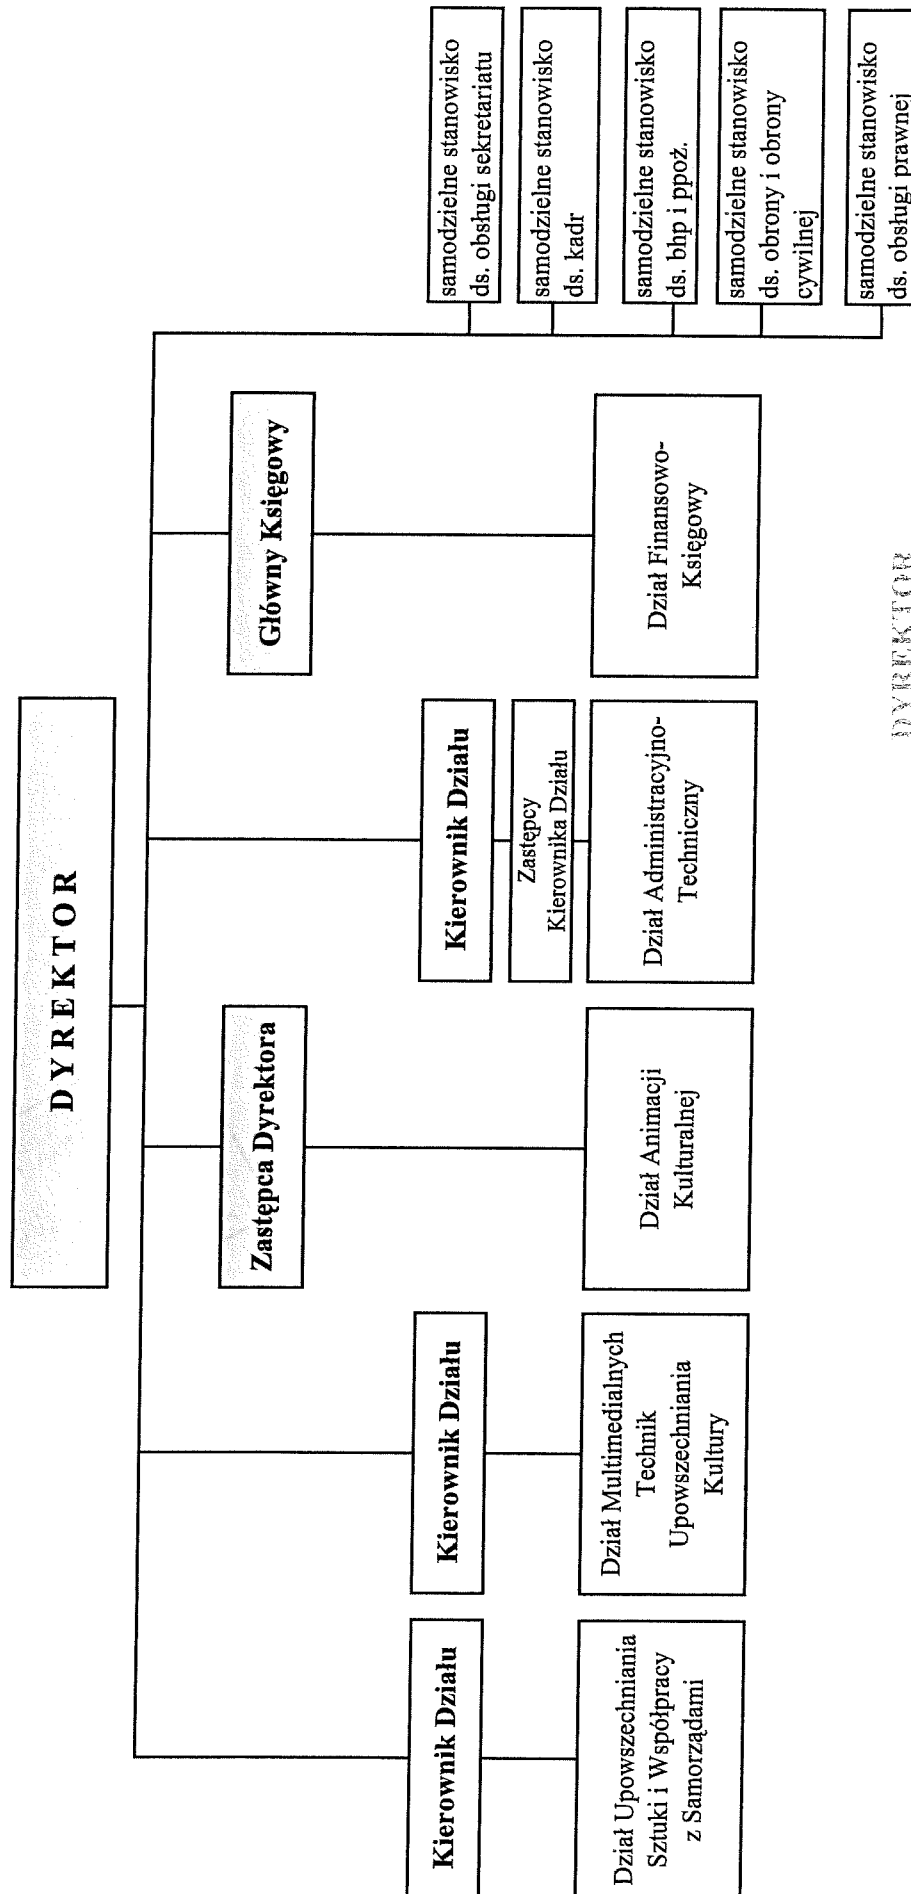 DYREKTOR
Zastępca Dyrektora
Główny Księgowy
Kierownik Działu
Kierownik Działu
Kierownik Działu
Zastępcy
Kierownika Działu
Dział Upowszechniania
Sztuki i Współpracy
z Samorządami
Dział Multimedialnych
Technik
Upowszechniania
Kultury
Dział Animacji
Kulturalnej
Dział Administracyjno-
Techniczny
Dział Finansowo-
Księgowy
samodzielne stanowisko
ds. obsługi sekretariatu
samodzielne stanowisko
ds. kadr
samodzielne stanowisko
ds. bhp i ppoż.
samodzielne stanowisko
ds. obrony i obrony
cywilnej
samodzielne stanowisko
ds. obsługi prawnej
DYREKTOR